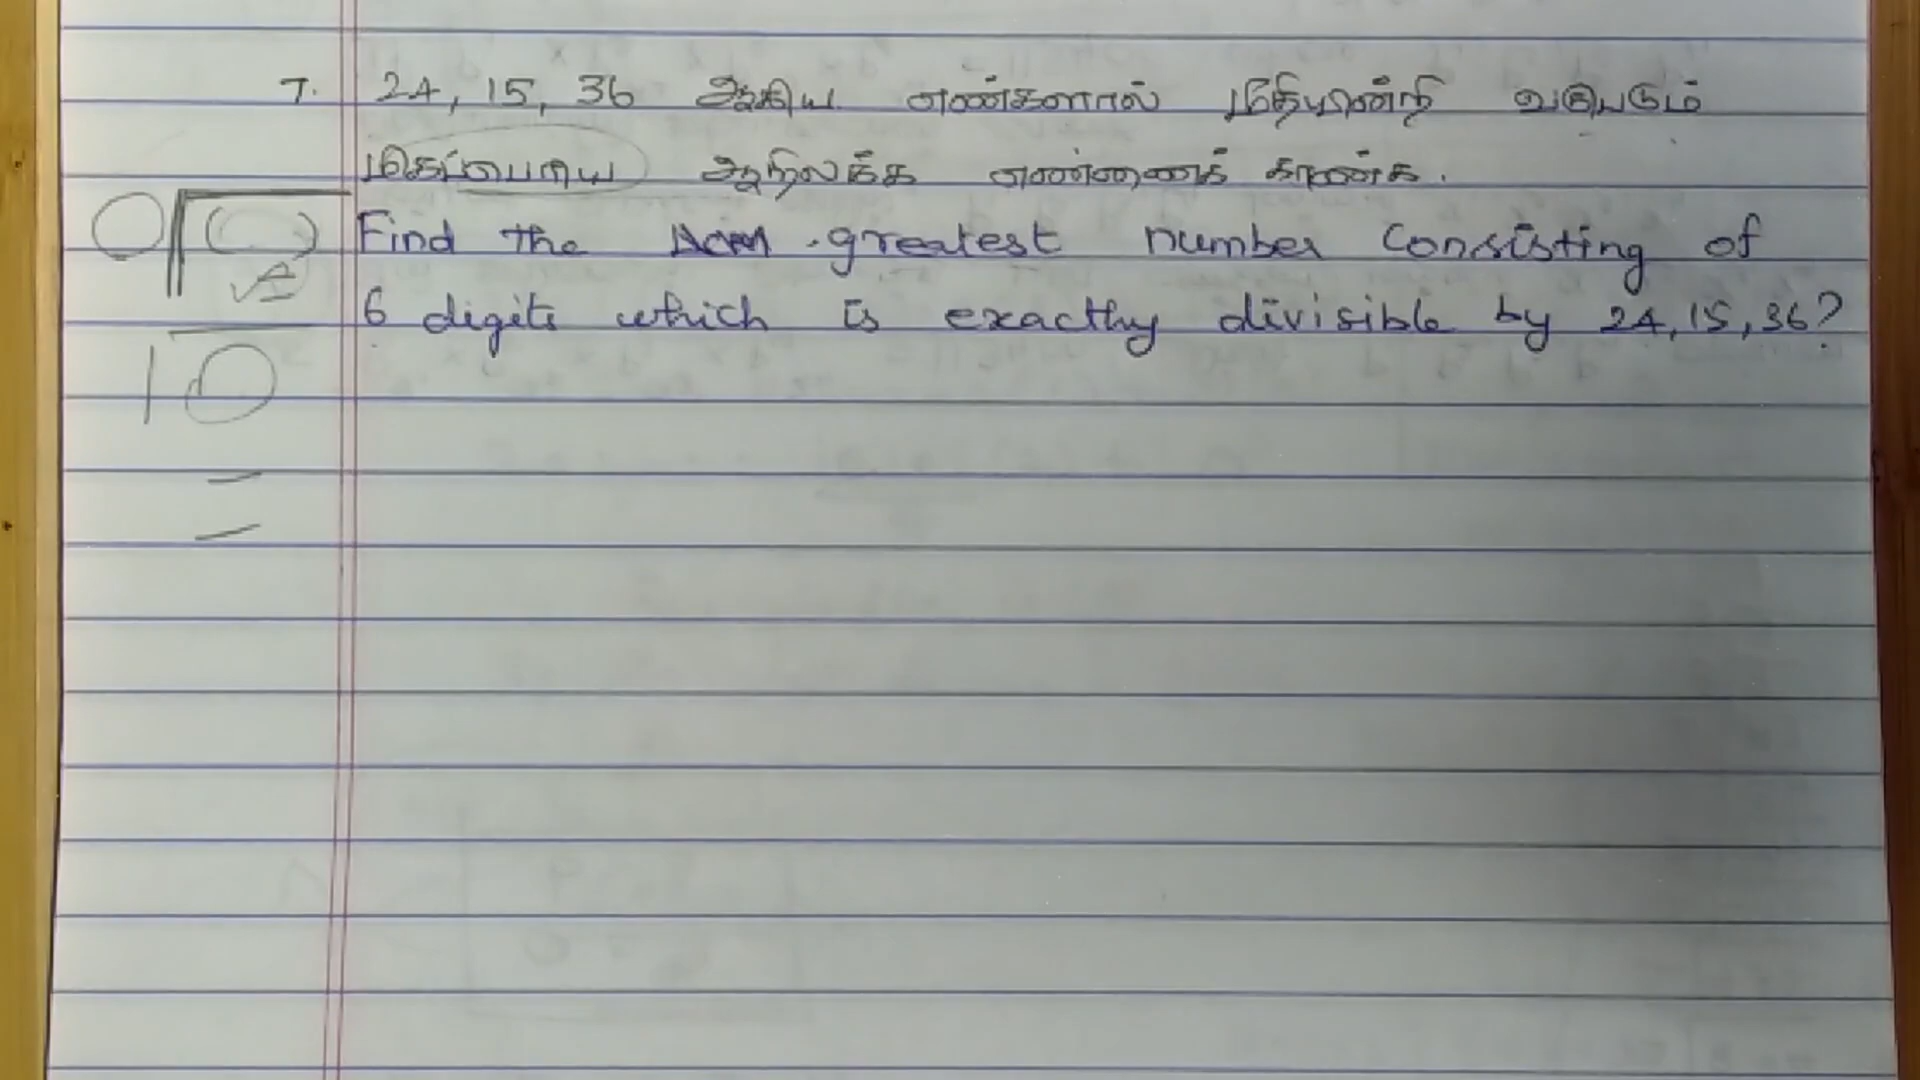 7. 24, 15, 36 ஆகிய எண்களால் மீதியின்றி வகுபடும்
மிகப்பெரிய ஆறிலக்க எண்ணைக் காண்க.
Find the greatest number consisting of
6 digits which is exactly divisible by 24, 15, 36?